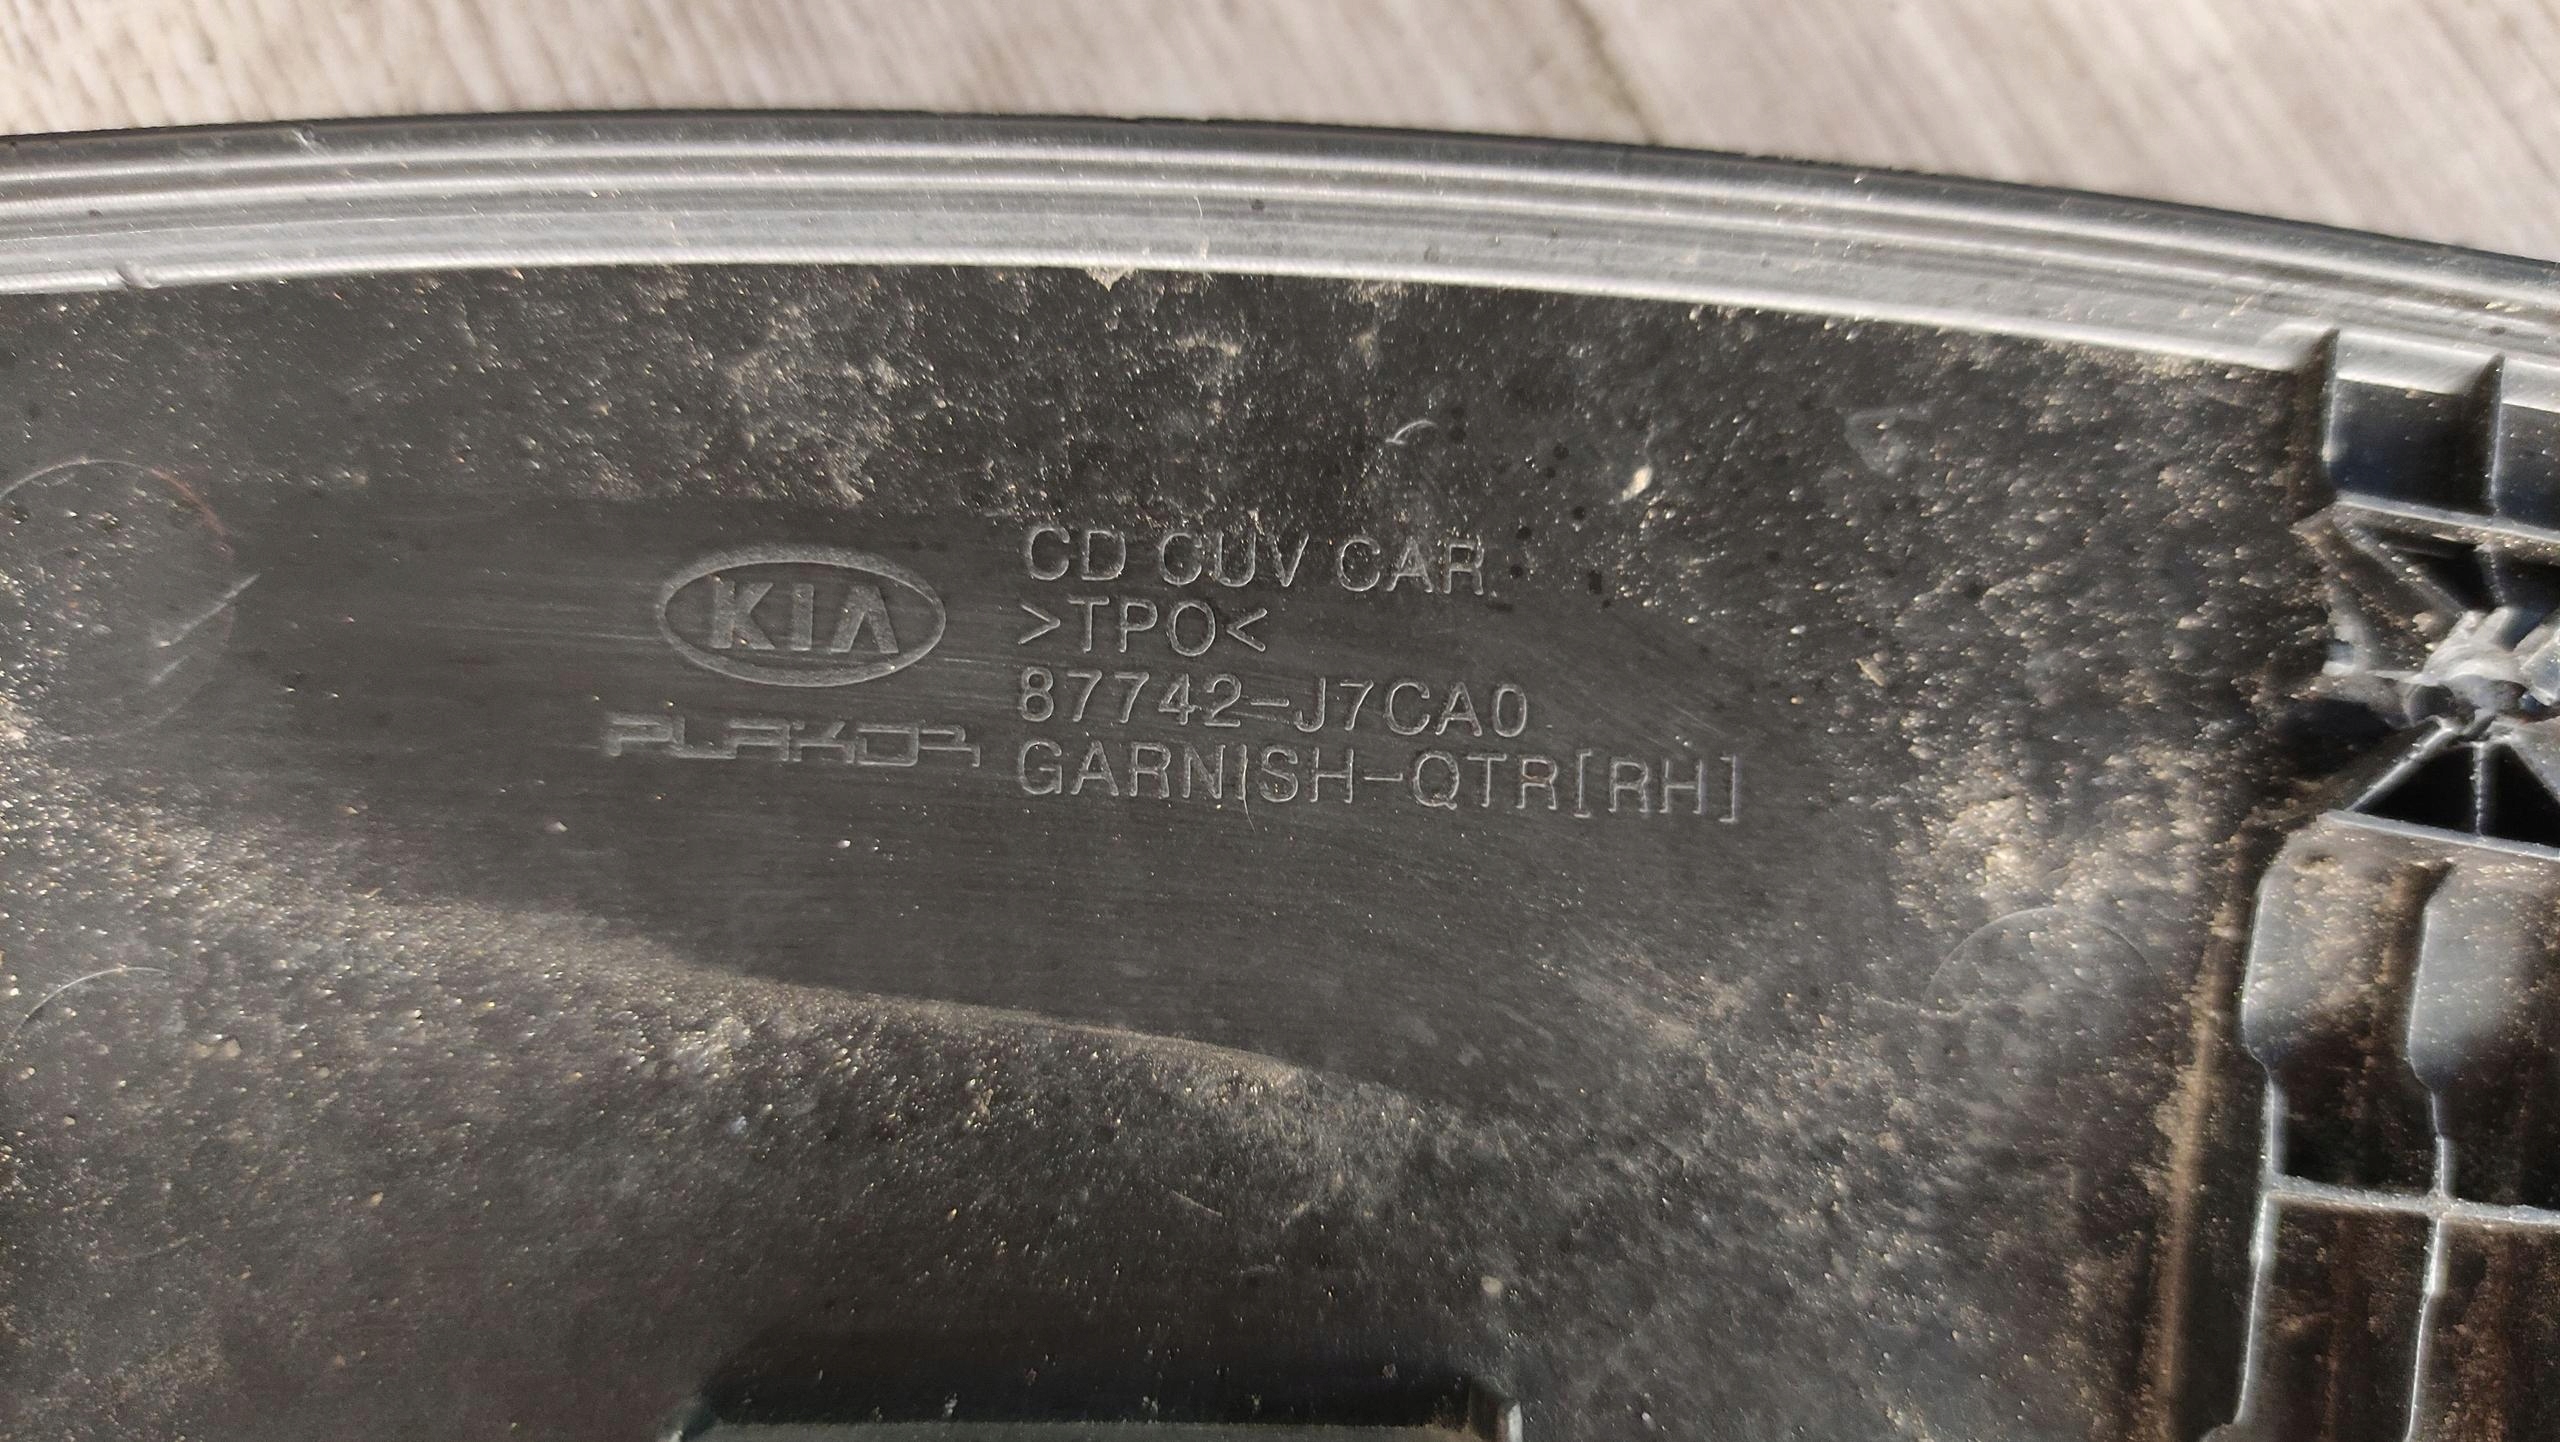 KIA
PLAKOR
CD CUV CAR
>TPO<
87742-J7CA0
GARNISH-QTR[RH]